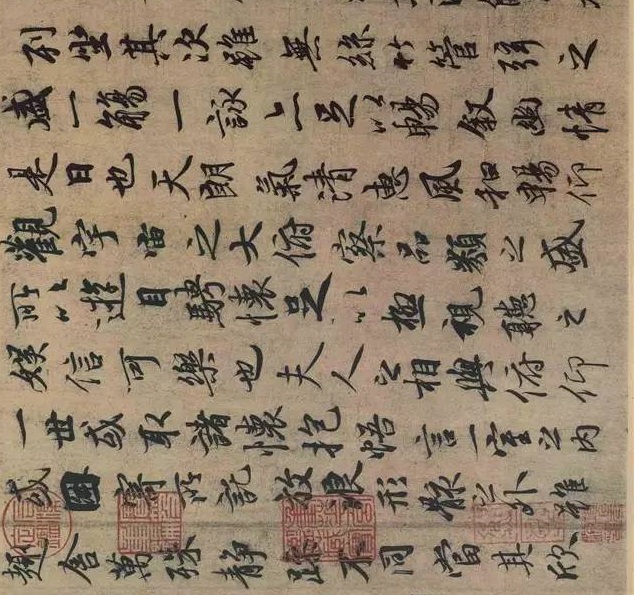 列坐其次雖無絲竹管弦之
盛一觴一詠亦足以暢敘幽情
是日也天朗氣清惠風和暢仰
觀宇宙之大俯察品類之盛
所以遊目騁懷足以極視聽之
娛信可樂也夫人之相與俯仰
一世或取諸懷抱悟言一室之內
或因寄所託放浪形骸之外雖
趣舍萬殊靜躁不同當其欣